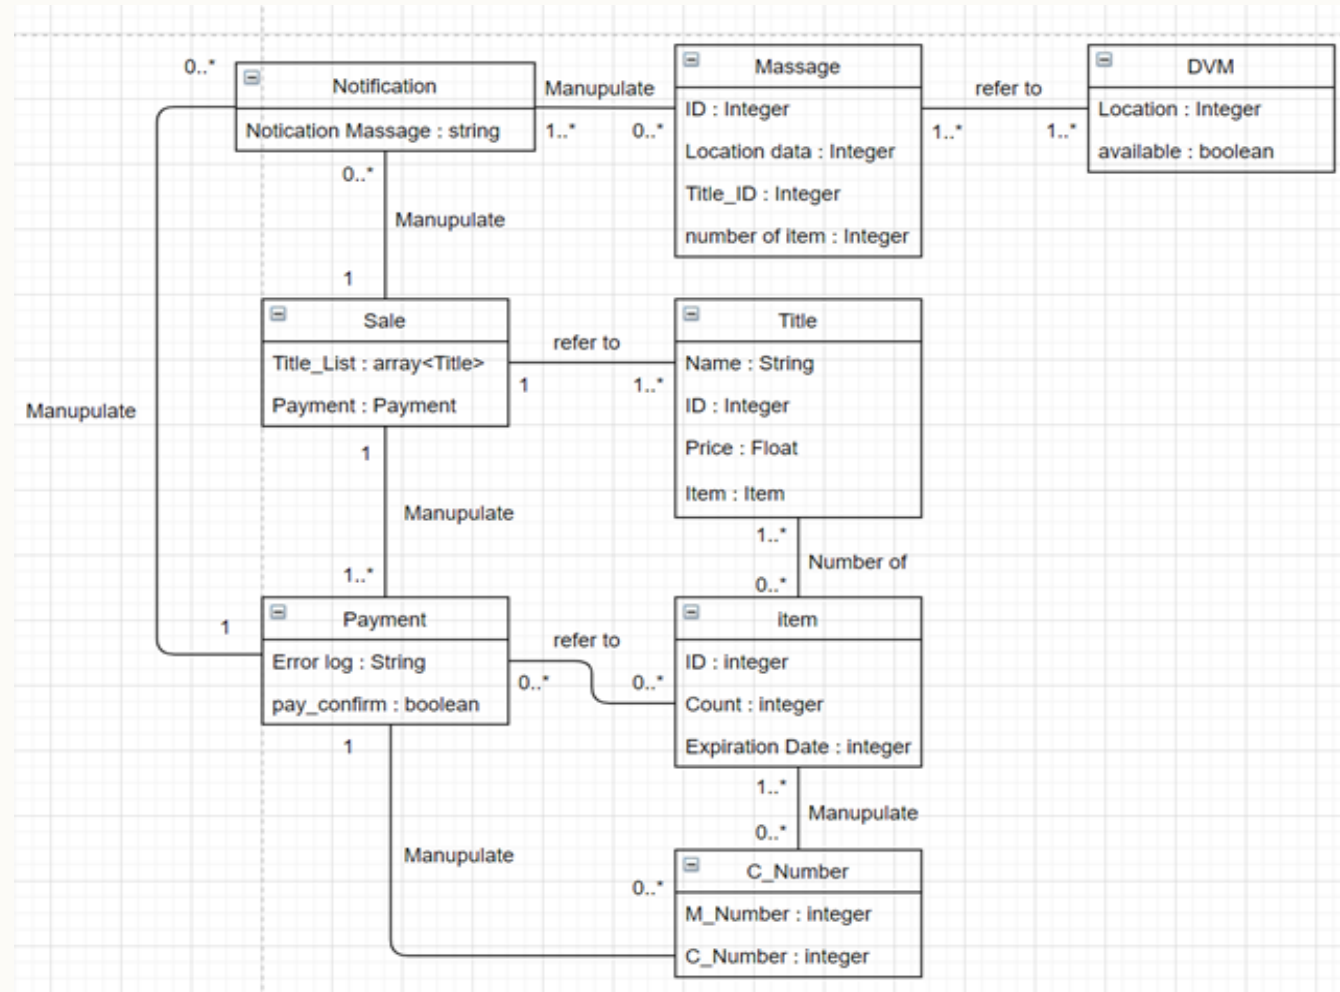 0..*
Notification
Notication Massage : string
Manupulate
1..*
0..*
Massage
ID : Integer
Location data : Integer
Title_ID : Integer
number of item : Integer
refer to
1..*
1..*
DVM
Location : Integer
available : boolean
0..*
Manupulate
1
Sale
Title_List : array<Title>
Payment : Payment
refer to
1
1..*
Title
Name : String
ID : Integer
Price : Float
Item : Item
Manupulate
1
Manupulate
1..*
1..*
Number of
0..*
1
Payment
Error log : String
pay_confirm : boolean
refer to
0..*
0..*
item
ID : integer
Count : integer
Expiration Date : integer
1
Manupulate
1..*
Manupulate
0..*
0..*
C_Number
M_Number : integer
C_Number : integer